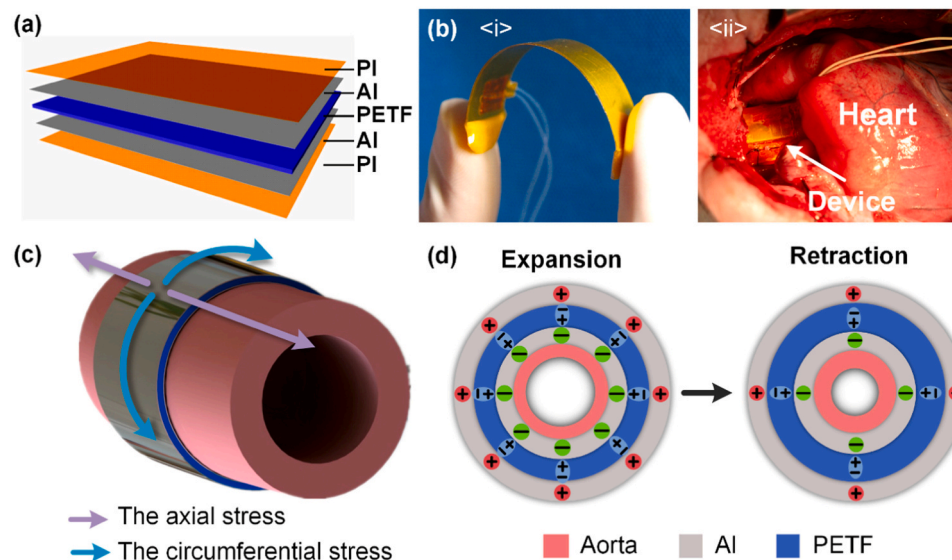 (a)
PI
Al
PETF
Al
PI
(b)
<i>
<ii>
Heart
Device
(c)
The axial stress
The circumferential stress
(d)
Expansion
Retraction
Aorta
Al
PETF